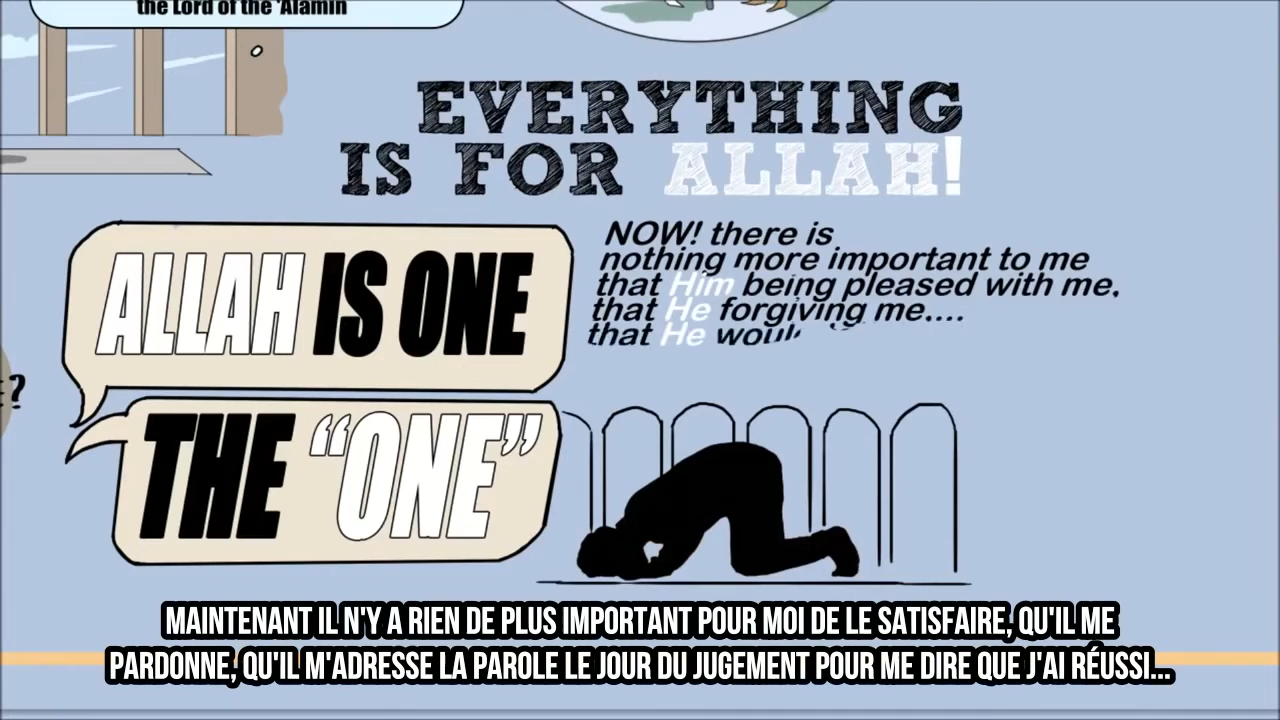 the Lord of the 'Alamin
EVERYTHING
IS FOR ALLAH!
ALLAH IS ONE
THE “ONE”
NOW! there is
nothing more important to me
that Him being pleased with me,
that He forgiving me....
that He
?
MAINTENANT IL N'Y A RIEN DE PLUS IMPORTANT POUR MOI DE LE SATISFAIRE, QU'IL ME
PARDONNE, QU'IL M'ADRESSE LA PAROLE LE JOUR DU JUGEMENT POUR ME DIRE QUE J'AI RÉUSSI...